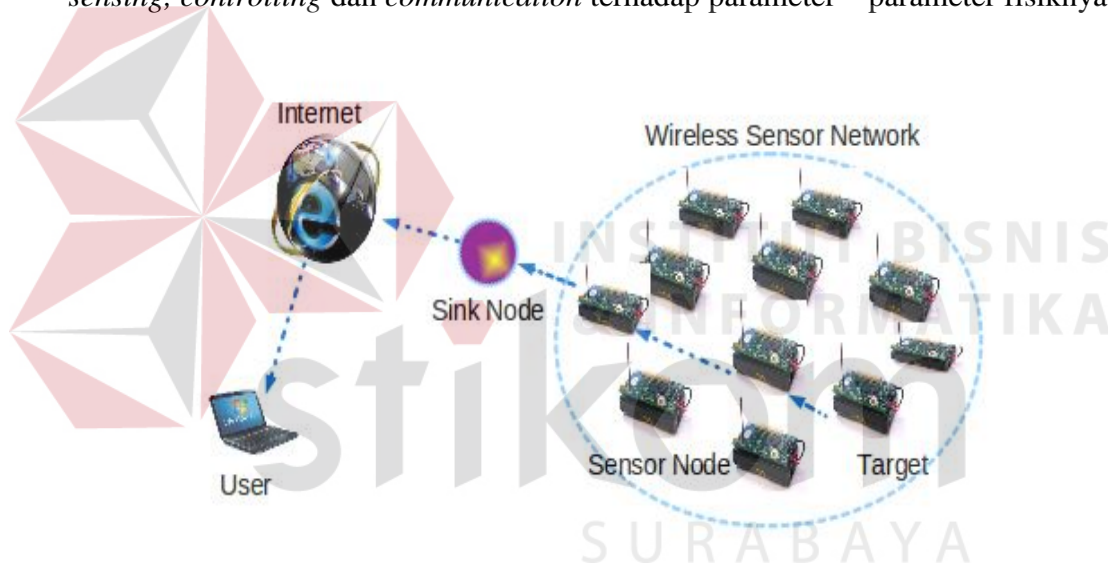 sensing, controlling dan communication terhadap parameter – parameter fisiknya
Internet
Wireless Sensor Network
INSTITUT BISNIS
Sink Node
& INFORMATIKA
stikom
User
Sensor Node
Target
SURABAYA